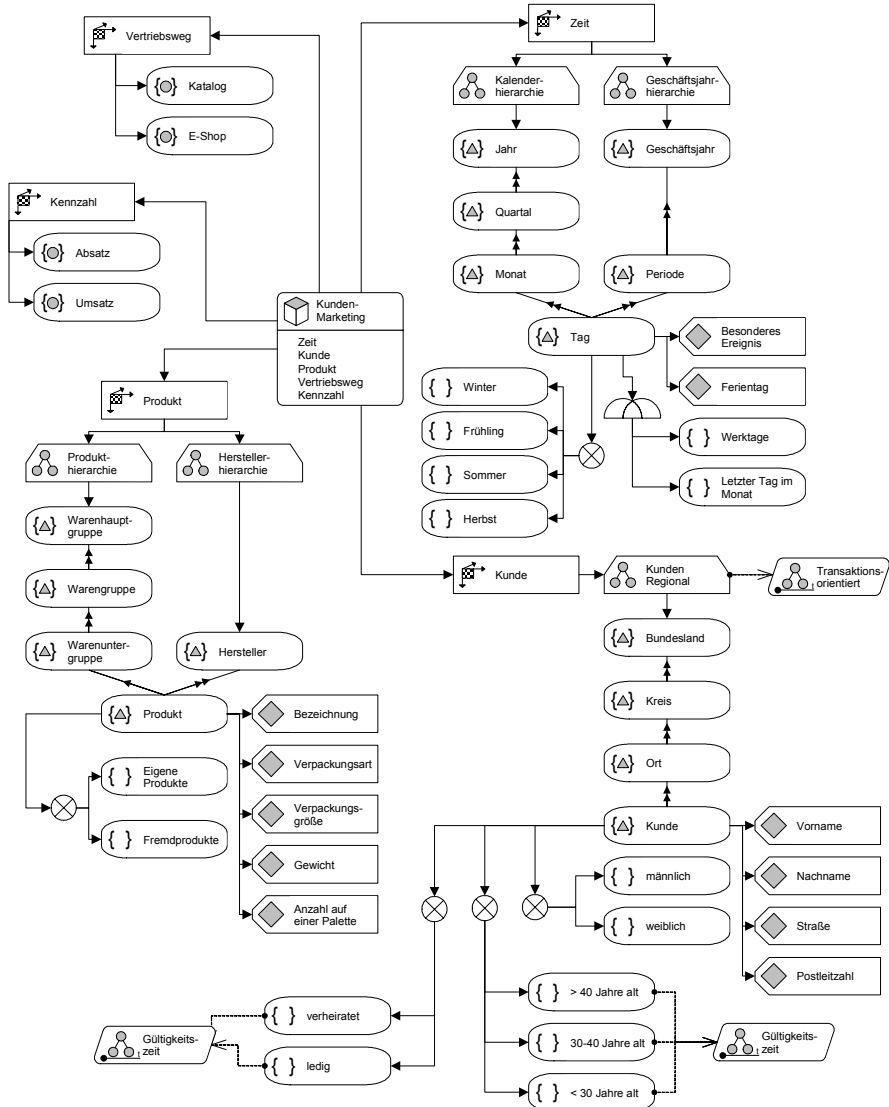 Vertriebsweg
Katalog
E-Shop
Kennzahl
Absatz
Umsatz
Zeit
Kalender-
hierarchie
Geschäftsjahr-
hierarchie
Jahr
Geschäftsjahr
Quartal
Monat
Periode
Tag
Besonderes
Ereignis
Ferientag
Winter
Frühling
Sommer
Herbst
Werktage
Letzter Tag im
Monat
Kunden-
Marketing
Zeit
Kunde
Produkt
Vertriebsweg
Kennzahl
Produkt
Produkt-
hierarchie
Hersteller-
hierarchie
Warenhaupt-
gruppe
Warengruppe
Warenunter-
gruppe
Hersteller
Produkt
Bezeichnung
Verpackungsart
Verpackungs-
größe
Gewicht
Anzahl auf
einer Palette
Eigene
Produkte
Fremdprodukte
Kunde
Kunden
Regional
Transaktions-
orientiert
t
Bundesland
Kreis
Ort
Kunde
Vorname
Nachname
Straße
Postleitzahl
männlich
weiblich
> 40 Jahre alt
30-40 Jahre alt
< 30 Jahre alt
Gültigkeits-
zeit
t
verheiratet
ledig
Gültigkeits-
zeit
t